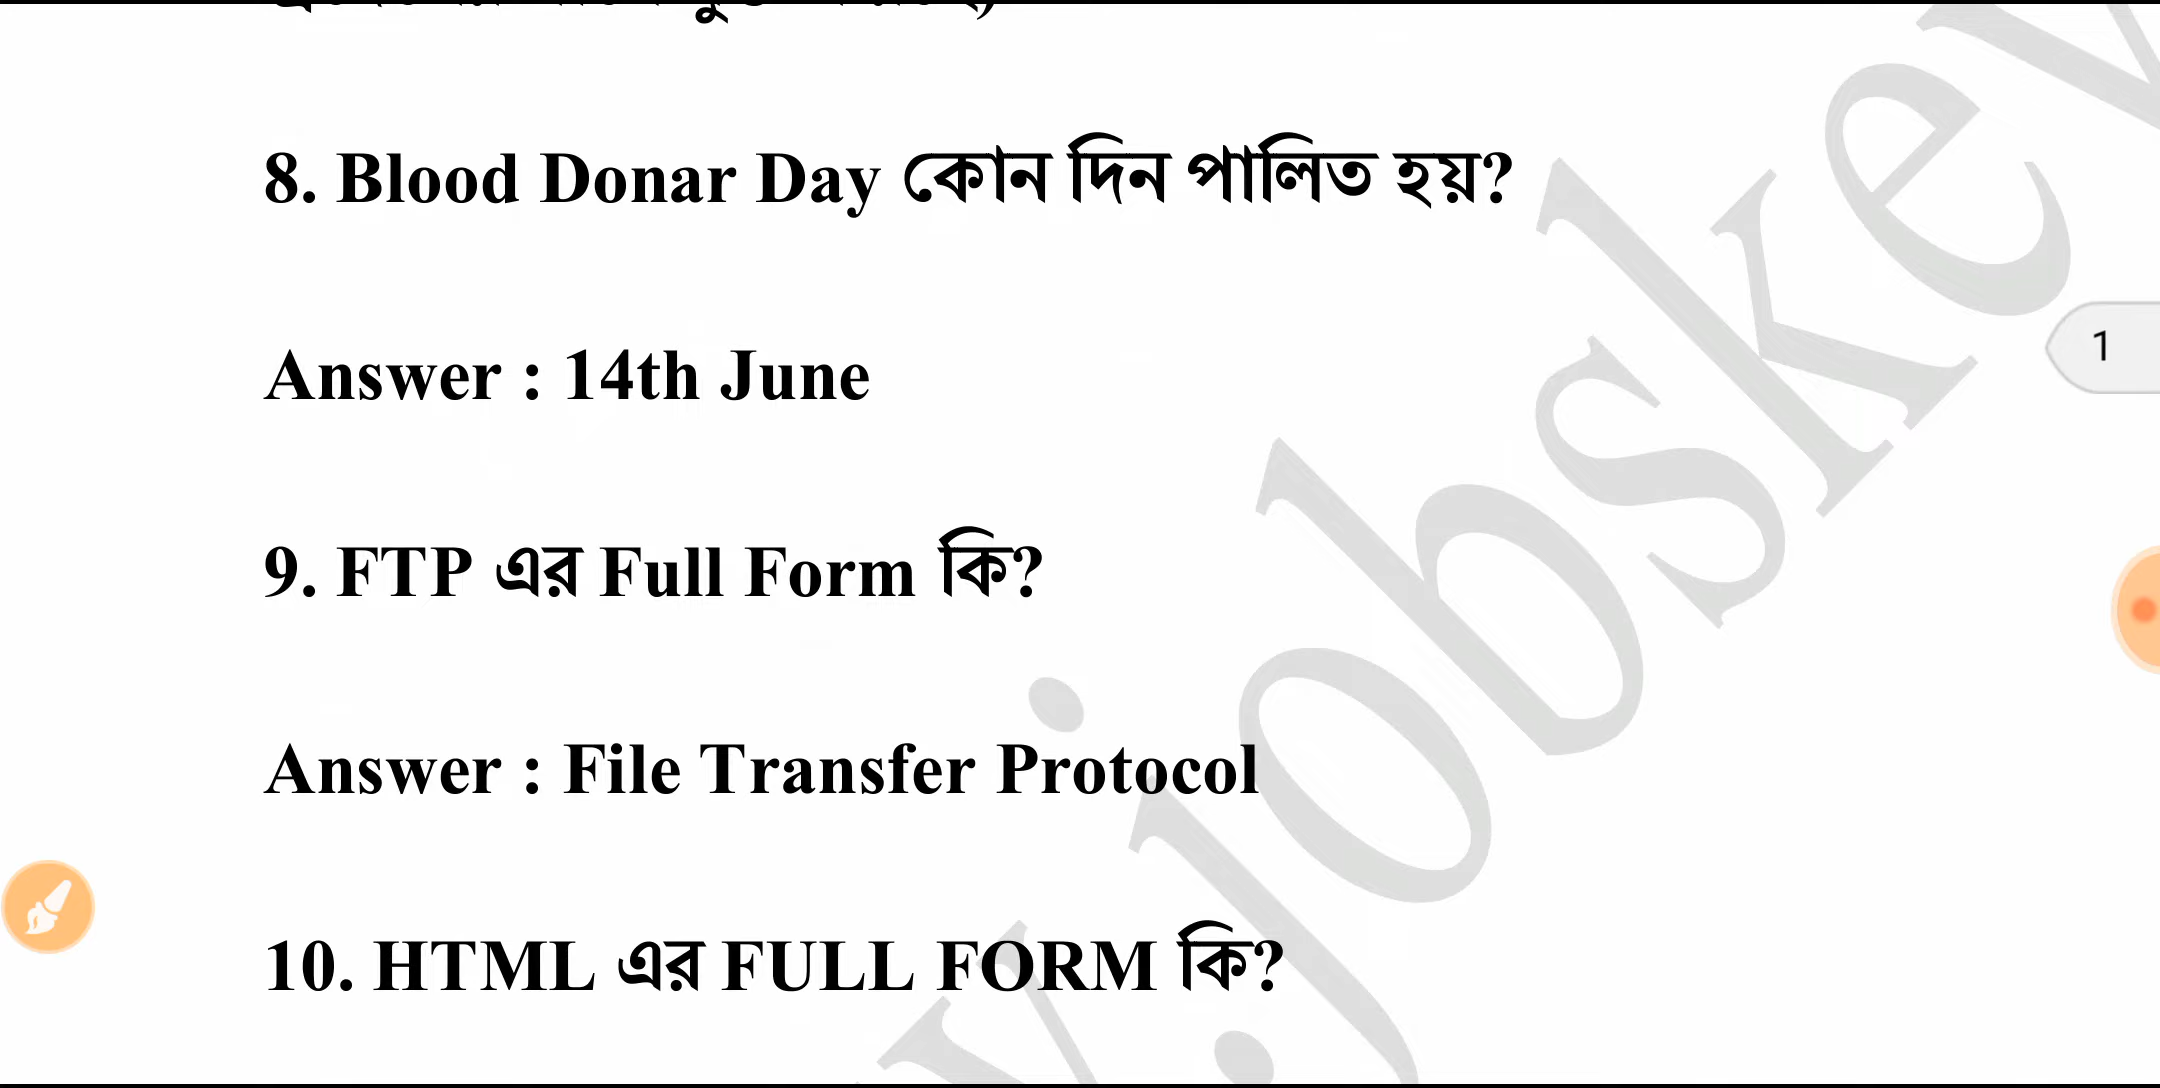 8. Blood Donar Day কোন দিন পালিত হয়?
Answer : 14th June
1
9. FTP এর Full Form কি?
Answer : File Transfer Protocol
10. HTML এর FULL FORM কি?
.jobske